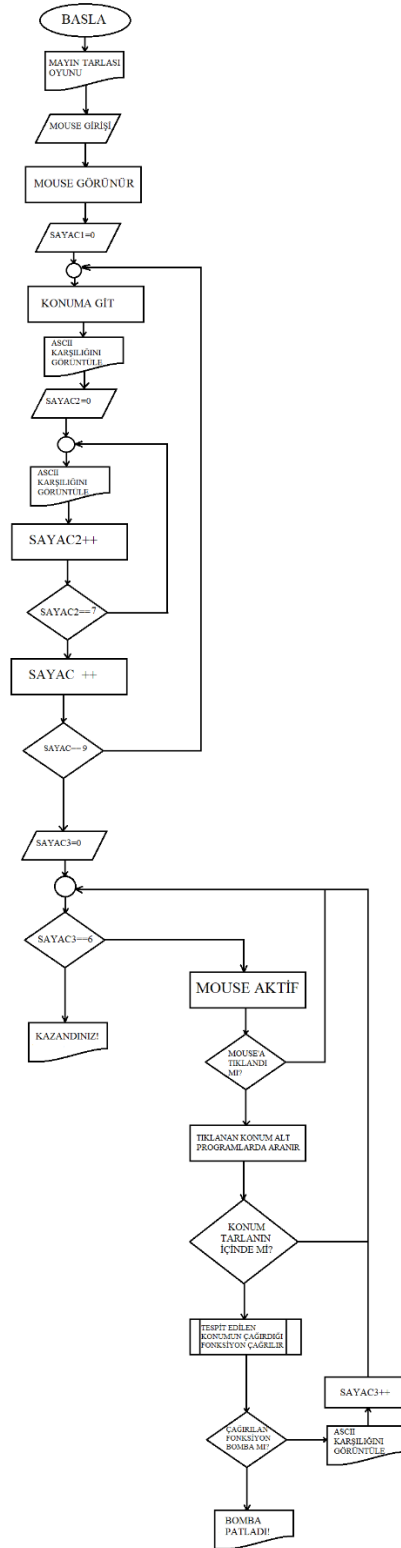 BASLA
MAYIN TARLASI
OYUNU
MOUSE GİRİŞİ
MOUSE GÖRÜNÜR
SAYAC1=0
KONUMA GİT
ASCII
KARŞILIĞINI
GÖRÜNTÜLE
SAYAC2=0
ASCII
KARŞILIĞINI
GÖRÜNTÜLE
SAYAC2++
SAYAC2==7
SAYAC ++
SAYAC==9
SAYAC3=0
SAYAC3==6
KAZANDINIZ!
MOUSE AKTİF
MOUSE'A
TIKLANDI
MI?
TIKLANAN KONUM ALT
PROGRAMLARDA ARANIR
KONUM
TARLANIN
İÇİNDE Mİ?
TESPİT EDİLEN
KONUMUN ÇAĞIRDIĞI
FONKSİYON ÇAĞRILIR
SAYAC3++
ÇAĞIRILAN
FONKSİYON
BOMBA MI?
ASCII
KARŞILIĞINI
GÖRÜNTÜLE
BOMBA
PATLADI!